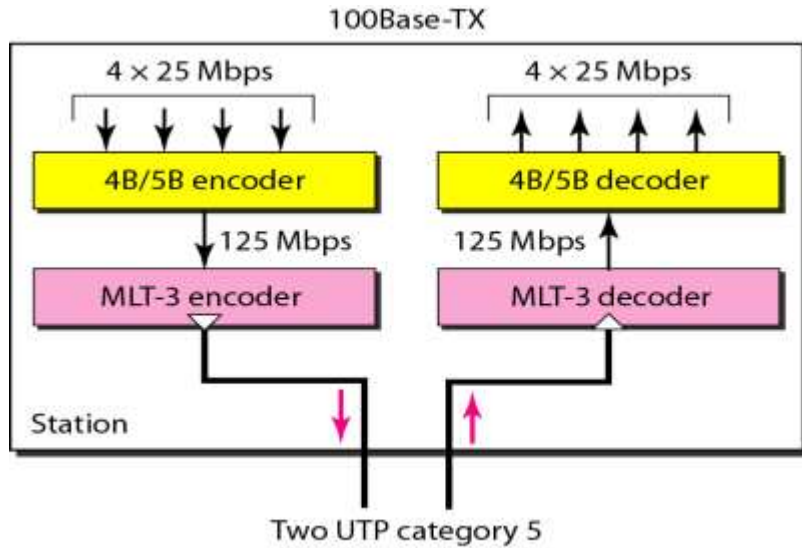 100Base-TX
4 × 25 Mbps
4 × 25 Mbps
4B/5B encoder
4B/5B decoder
125 Mbps
125 Mbps
MLT-3 encoder
MLT-3 decoder
Station
Two UTP category 5